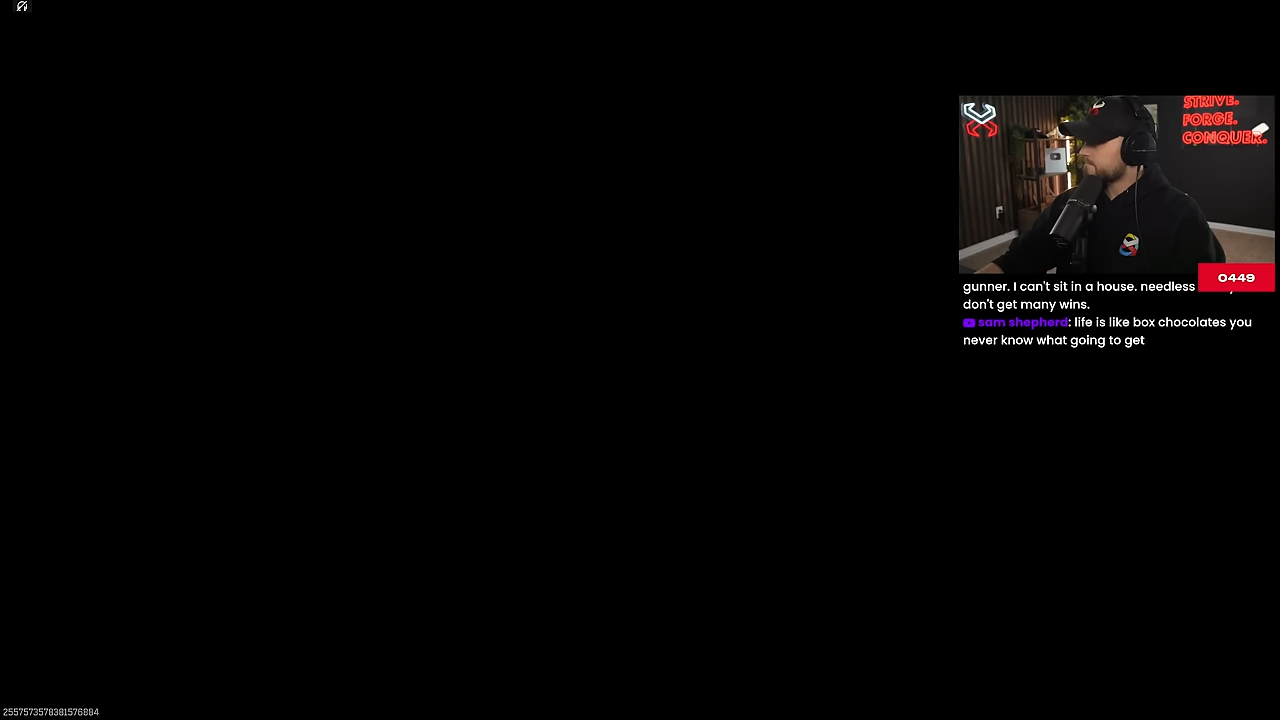 STRIVE.
FORGE.
CONQUER.
0449
gunner. I can't sit in a house. needless
don't get many wins.
sam shepherd: life is like box chocolates you
never know what going to get
2557573578381576884